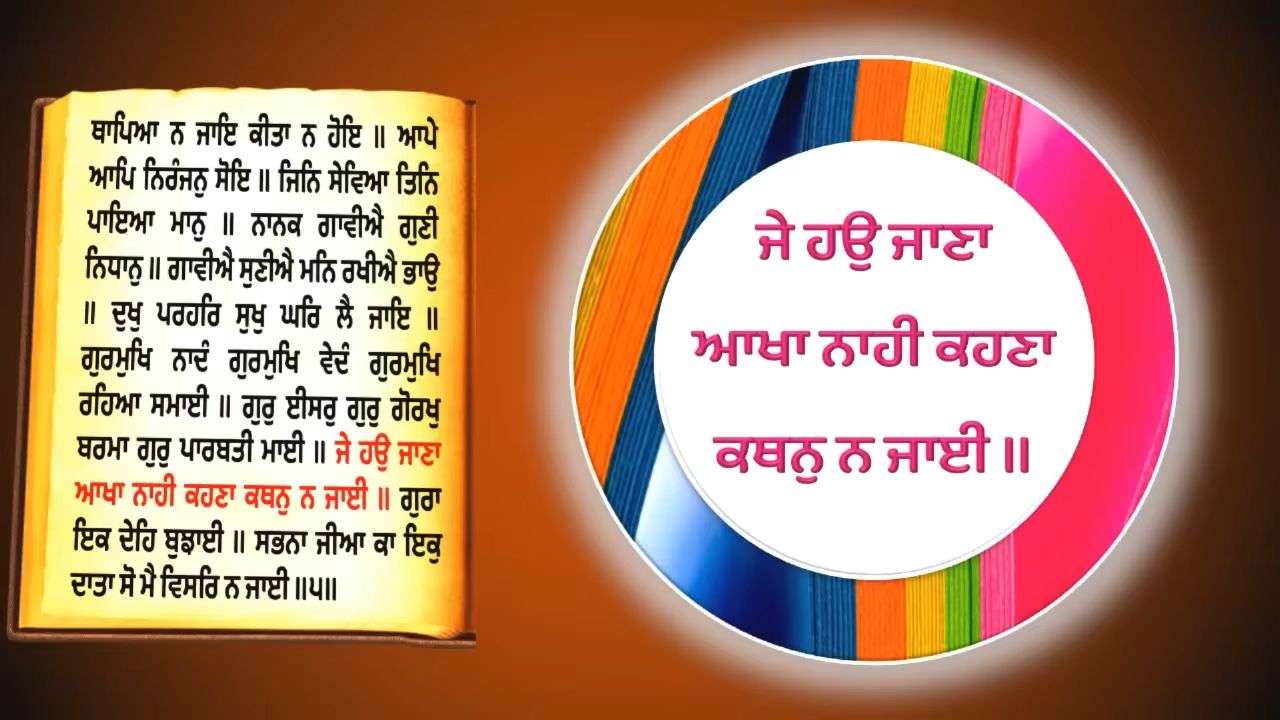 ਥਾਪਿਆ ਨ ਜਾਇ ਕੀਤਾ ਨ ਹੋਇ ॥ ਆਪੇ
ਆਪਿ ਨਿਰੰਜਨੁ ਸੋਇ ॥ ਜਿਨਿ ਸੇਵਿਆ ਤਿਨਿ
ਪਾਇਆ ਮਾਨੁ ॥ ਨਾਨਕ ਗਾਵੀਐ ਗੁਣੀ
ਨਿਧਾਨੁ ॥ ਗਾਵੀਐ ਸੁਣੀਐ ਮਨਿ ਰਖੀਐ ਭਾਉ
॥ ਦੁਖੁ ਪਰਹਰਿ ਸੁਖੁ ਘਰਿ ਲੈ ਜਾਇ ॥
ਗੁਰਮੁਖਿ ਨਾਦੰ ਗੁਰਮੁਖਿ ਵੇਦੰ ਗੁਰਮੁਖਿ
ਰਹਿਆ ਸਮਾਈ ॥ ਗੁਰੁ ਈਸਰੁ ਗੁਰੁ ਗੋਰਖੁ
ਬਰਮਾ ਗੁਰੁ ਪਾਰਬਤੀ ਮਾਈ ॥ ਜੇ ਹਉ ਜਾਣਾ
ਆਖਾ ਨਾਹੀ ਕਹਣਾ ਕਥਨੁ ਨ ਜਾਈ ॥ ਗੁਰਾ
ਇਕ ਦੇਹਿ ਬੁਝਾਈ ॥ ਸਭਨਾ ਜੀਆ ਕਾ ਇਕੁ
ਦਾਤਾ ਸੋ ਮੈ ਵਿਸਰਿ ਨ ਜਾਈ ॥੫॥
ਜੇ ਹਉ ਜਾਣਾ
ਆਖਾ ਨਾਹੀ ਕਹਣਾ
ਕਥਨੁ ਨ ਜਾਈ ॥